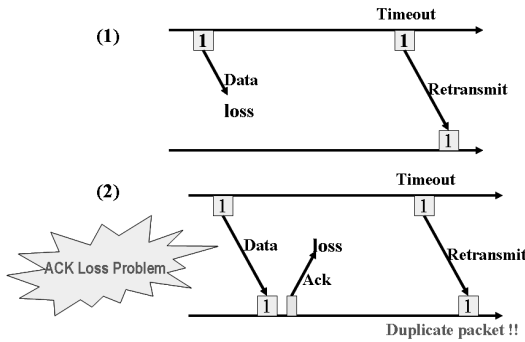 Timeout
(1)
1
1
Data
loss
Retransmit
1
(2)
Timeout
1
1
ACK Loss Problem
Data
loss
Ack
Retransmit
1
1
Duplicate packet !!